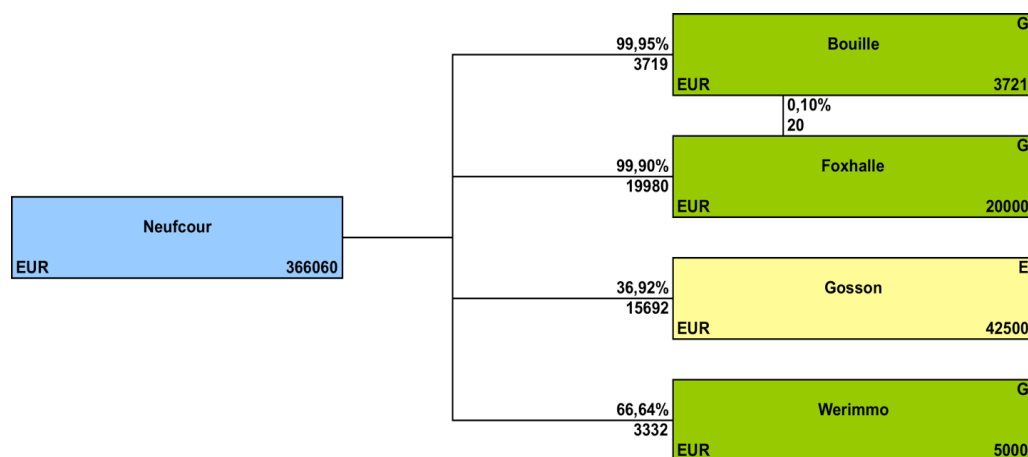 99,95%
3719
G
Bouille
EUR 3721
0,10%
20
99,90%
19980
G
Foxhalle
EUR 20000
Neufcour
EUR 366060
36,92%
15692
E
Gosson
EUR 42500
66,64%
3332
G
Werimmo
EUR 5000